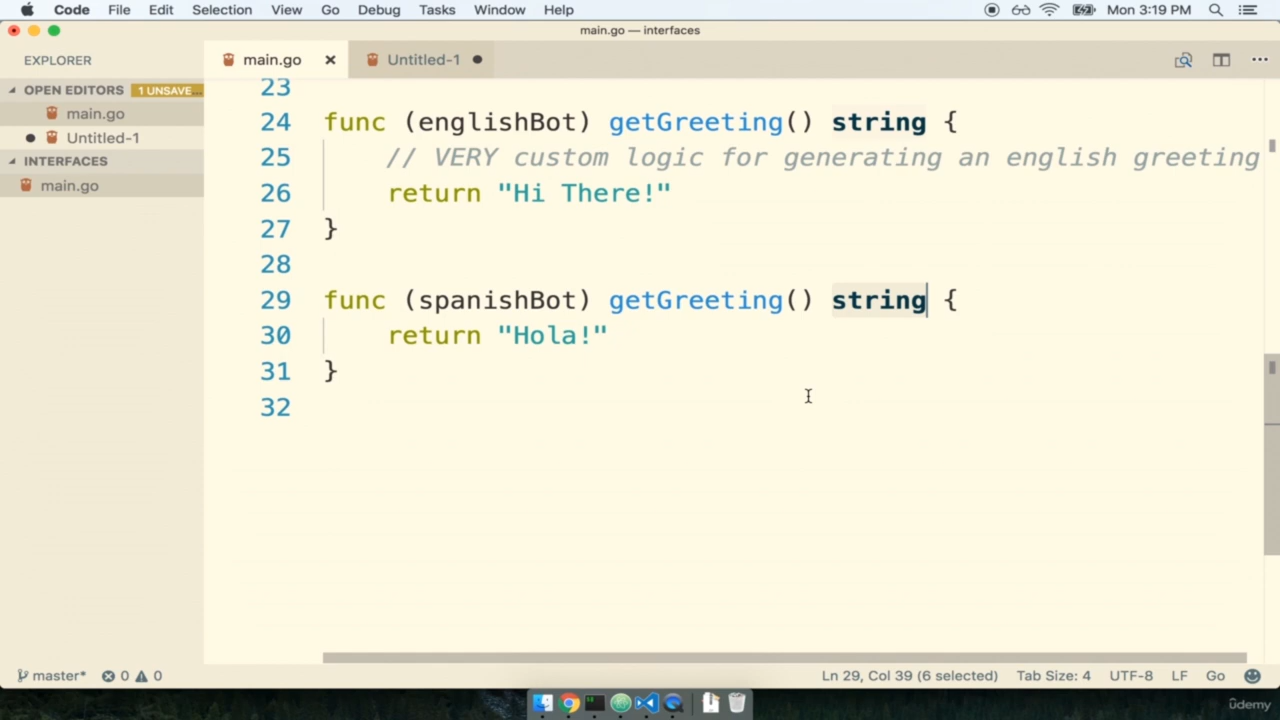 Code File Edit Selection View Go Debug Tasks Window Help Mon 3:19 PM
main.go — interfaces
EXPLORER
main.go
Untitled-1
OPEN EDITORS 1 UNSAVE...
main.go
Untitled-1
INTERFACES
main.go
23
24 func (englishBot) getGreeting() string {
25 // VERY custom logic for generating an english greeting
26 return "Hi There!"
27 }
28
29 func (spanishBot) getGreeting() string {
30 return "Hola!"
31 }
32
master* 0 0 Ln 29, Col 39 (6 selected) Tab Size: 4 UTF-8 LF Go
ûdemy